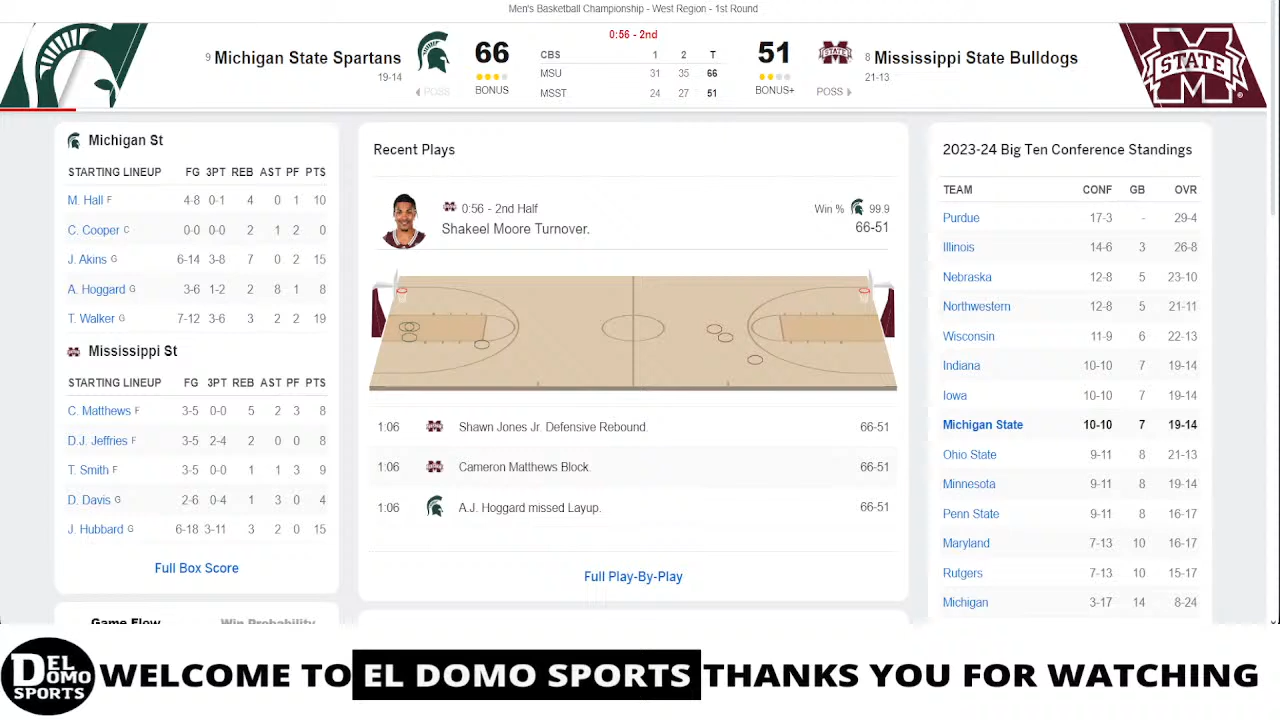 Men's Basketball Championship - West Region - 1st Round
9 Michigan State Spartans
19-14
POSS
66
BONUS
0:56 - 2nd
CBS 1 2 T
MSU 31 35 66
MSST 24 27 51
51
BONUS+
STATE
POSS
8 Mississippi State Bulldogs
21-13
STATE
Michigan St
STARTING LINEUP FG 3PT REB AST PF PTS
M. Hall F 4-8 0-1 4 0 1 10
C. Cooper C 0-0 0-0 2 1 2 0
J. Akins G 6-14 3-8 7 0 2 15
A. Hoggard G 3-6 1-2 2 8 1 8
T. Walker G 7-12 3-6 3 2 2 19
Mississippi St
STARTING LINEUP FG 3PT REB AST PF PTS
C. Matthews F 3-5 0-0 5 2 3 8
D.J. Jeffries F 3-5 2-4 2 0 0 8
T. Smith F 3-5 0-0 1 1 3 9
D. Davis G 2-6 0-4 1 3 0 4
J. Hubbard G 6-18 3-11 3 2 0 15
Full Box Score
Game Flow Win Probability
Recent Plays
0:56 - 2nd Half
Shakeel Moore Turnover.
Win % 99.9
66-51
1:06 Shawn Jones Jr. Defensive Rebound. 66-51
1:06 Cameron Matthews Block. 66-51
1:06 A.J. Hoggard missed Layup. 66-51
Full Play-By-Play
2023-24 Big Ten Conference Standings
TEAM CONF GB OVR
Purdue 17-3 - 29-4
Illinois 14-6 3 26-8
Nebraska 12-8 5 23-10
Northwestern 12-8 5 21-11
Wisconsin 11-9 6 22-13
Indiana 10-10 7 19-14
Iowa 10-10 7 19-14
Michigan State 10-10 7 19-14
Ohio State 9-11 8 21-13
Minnesota 9-11 8 19-14
Penn State 9-11 8 16-17
Maryland 7-13 10 16-17
Rutgers 7-13 10 15-17
Michigan 3-17 14 8-24
DEL DOMO SPORTS
WELCOME TO EL DOMO SPORTS THANKS YOU FOR WATCHING